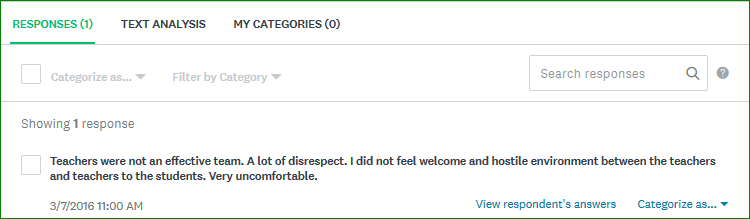 RESPONSES (1) TEXT ANALYSIS MY CATEGORIES (0)
Categorize as... Filter by Category Search responses ?
Showing 1 response
Teachers were not an effective team. A lot of disrespect. I did not feel welcome and hostile environment between the teachers
and teachers to the students. Very uncomfortable.
3/7/2016 11:00 AM View respondent's answers Categorize as...